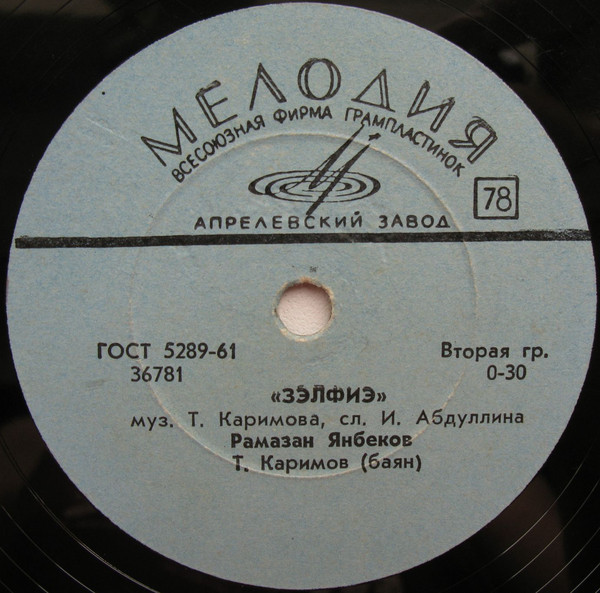 МЕЛОДИЯ
ВСЕСОЮЗНАЯ ФИРМА ГРАМПЛАСТИНОК
78
АПРЕЛЕВСКИЙ ЗАВОД
ГОСТ 5289-61 Вторая гр.
36781 0-30
«ЗЭЛФИЭ»
муз. Т. Каримова, сл. И. Абдуллина
Рамазан Янбеков
Т. Каримов (баян)